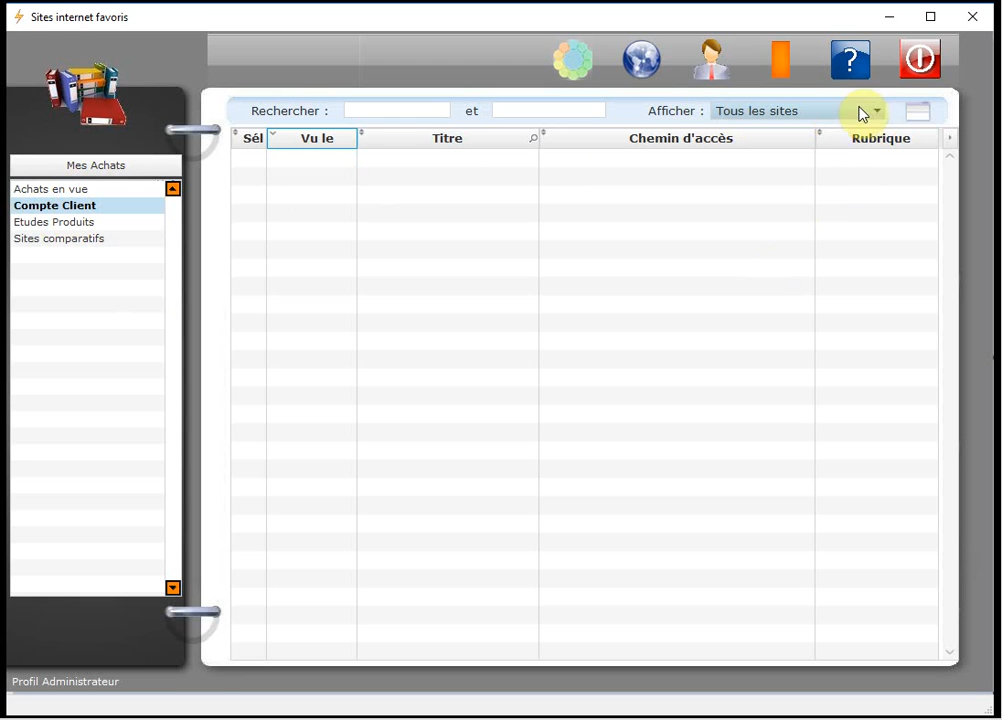 Sites internet favoris
?
Rechercher :
et
Afficher : Tous les sites
Sél Vu le Titre Chemin d'accès Rubrique
Mes Achats
Achats en vue
Compte Client
Etudes Produits
Sites comparatifs
Profil Administrateur